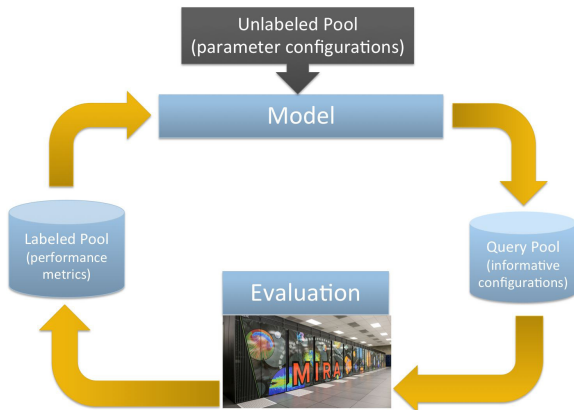 Unlabeled Pool
(parameter configurations)
Model
Labeled Pool
(performance
metrics)
Query Pool
(informative
configurations)
Evaluation
MIRA